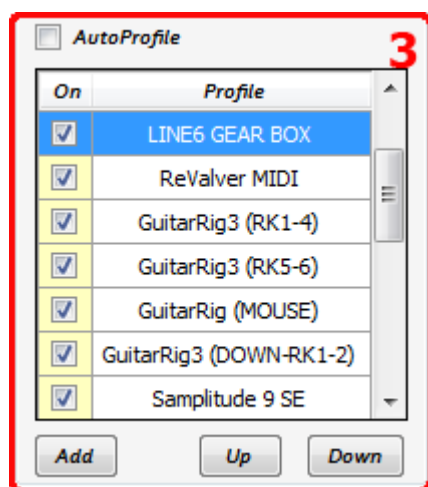 AutoProfile
3
On Profile
LINE6 GEAR BOX
ReValver MIDI
GuitarRig3 (RK1-4)
GuitarRig3 (RK5-6)
GuitarRig (MOUSE)
GuitarRig3 (DOWN-RK1-2)
Samplitude 9 SE
Add Up Down